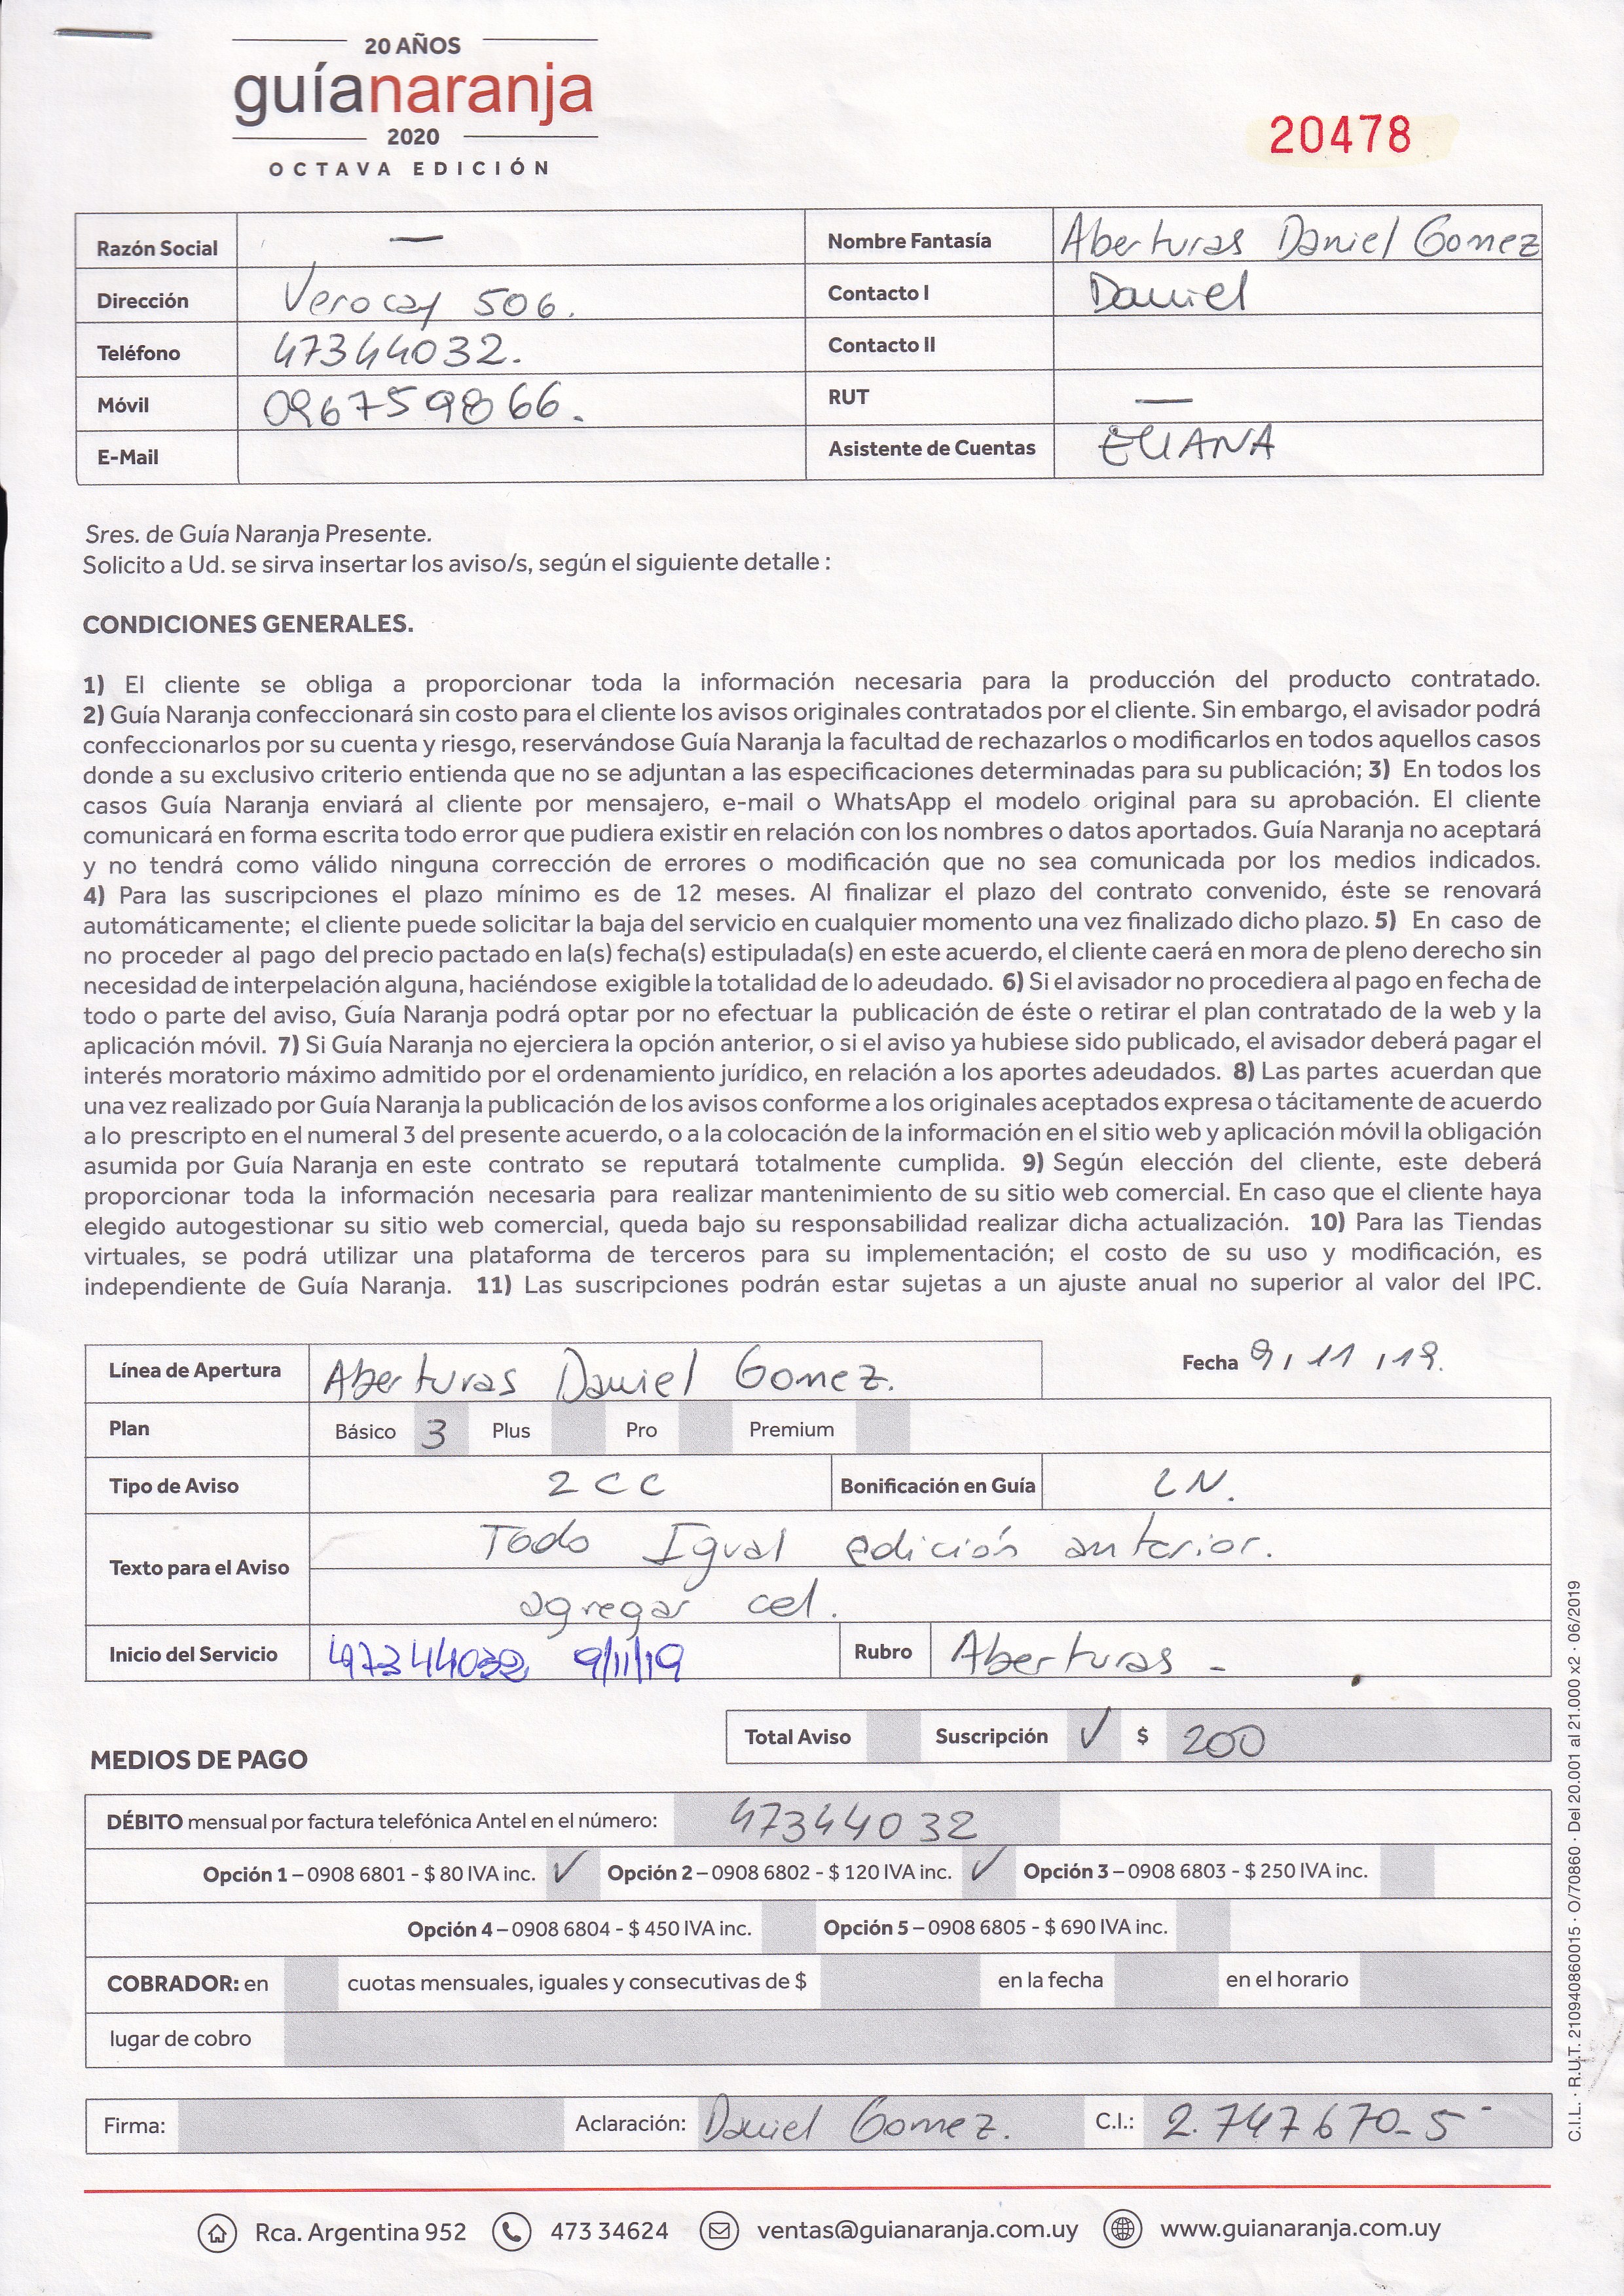 20 AÑOS
guíanaranja
2020
OCTAVA EDICIÓN
20478
Razón Social —
Nombre Fantasía Aberturas Daniel Gomez
Dirección Verocay 506.
Contacto I Daniel
Teléfono 47344032.
Contacto II
Móvil
RUT —
E-Mail
Asistente de Cuentas ELIANA
Sres. de Guía Naranja Presente.
Solicito a Ud. se sirva insertar los aviso/s, según el siguiente detalle :
CONDICIONES GENERALES.
1) El cliente se obliga a proporcionar toda la información necesaria para la producción del producto contratado.
2) Guía Naranja confeccionará sin costo para el cliente los avisos originales contratados por el cliente. Sin embargo, el avisador podrá
confeccionarlos por su cuenta y riesgo, reservándose Guía Naranja la facultad de rechazarlos o modificarlos en todos aquellos casos
donde a su exclusivo criterio entienda que no se adjuntan a las especificaciones determinadas para su publicación; 3) En todos los
casos Guía Naranja enviará al cliente por mensajero, e-mail o WhatsApp el modelo original para su aprobación. El cliente
comunicará en forma escrita todo error que pudiera existir en relación con los nombres o datos aportados. Guía Naranja no aceptará
y no tendrá como válido ninguna corrección de errores o modificación que no sea comunicada por los medios indicados.
4) Para las suscripciones el plazo mínimo es de 12 meses. Al finalizar el plazo del contrato convenido, éste se renovará
automáticamente; el cliente puede solicitar la baja del servicio en cualquier momento una vez finalizado dicho plazo. 5) En caso de
no proceder al pago del precio pactado en la(s) fecha(s) estipulada(s) en este acuerdo, el cliente caerá en mora de pleno derecho sin
necesidad de interpelación alguna, haciéndose exigible la totalidad de lo adeudado. 6) Si el avisador no procediera al pago en fecha de
todo o parte del aviso, Guía Naranja podrá optar por no efectuar la publicación de éste o retirar el plan contratado de la web y la
aplicación móvil. 7) Si Guía Naranja no ejerciera la opción anterior, o si el aviso ya hubiese sido publicado, el avisador deberá pagar el
interés moratorio máximo admitido por el ordenamiento jurídico, en relación a los aportes adeudados. 8) Las partes acuerdan que
una vez realizado por Guía Naranja la publicación de los avisos conforme a los originales aceptados expresa o tácitamente de acuerdo
a lo prescripto en el numeral 3 del presente acuerdo, o a la colocación de la información en el sitio web y aplicación móvil la obligación
asumida por Guía Naranja en este contrato se reputará totalmente cumplida. 9) Según elección del cliente, este deberá
proporcionar toda la información necesaria para realizar mantenimiento de su sitio web comercial. En caso que el cliente haya
elegido autogestionar su sitio web comercial, queda bajo su responsabilidad realizar dicha actualización. 10) Para las Tiendas
virtuales, se podrá utilizar una plataforma de terceros para su implementación; el costo de su uso y modificación, es
independiente de Guía Naranja. 11) Las suscripciones podrán estar sujetas a un ajuste anual no superior al valor del IPC.
Línea de Apertura Aberturas Daniel Gomez.
Fecha 9/11/19.
Plan Básico 3 Plus Pro Premium
Tipo de Aviso 2CC Bonificación en Guía LN.
Texto para el Aviso Todo Igual edición anterior.
agregar cel.
Inicio del Servicio 47344032 9/11/19 Rubro Aberturas -
Total Aviso Suscripción ✓ $ 200
MEDIOS DE PAGO
DÉBITO mensual por factura telefónica Antel en el número: 47344032
Opción 1 – 0908 6801 - $ 80 IVA inc. ✓ Opción 2 – 0908 6802 - $ 120 IVA inc. ✓ Opción 3 – 0908 6803 - $ 250 IVA inc.
Opción 4 – 0908 6804 - $ 450 IVA inc. Opción 5 – 0908 6805 - $ 690 IVA inc.
COBRADOR: en cuotas mensuales, iguales y consecutivas de $ en la fecha en el horario
lugar de cobro
Firma: Aclaración: Daniel Gomez. C.I.: 2.747670-5
C.I.L. · R.U.T. 210940860015 · O/70860 · Del 20.001 al 21.000 x2 · 06/2019
Rca. Argentina 952 473 34624 ventas@guianaranja.com.uy www.guianaranja.com.uy